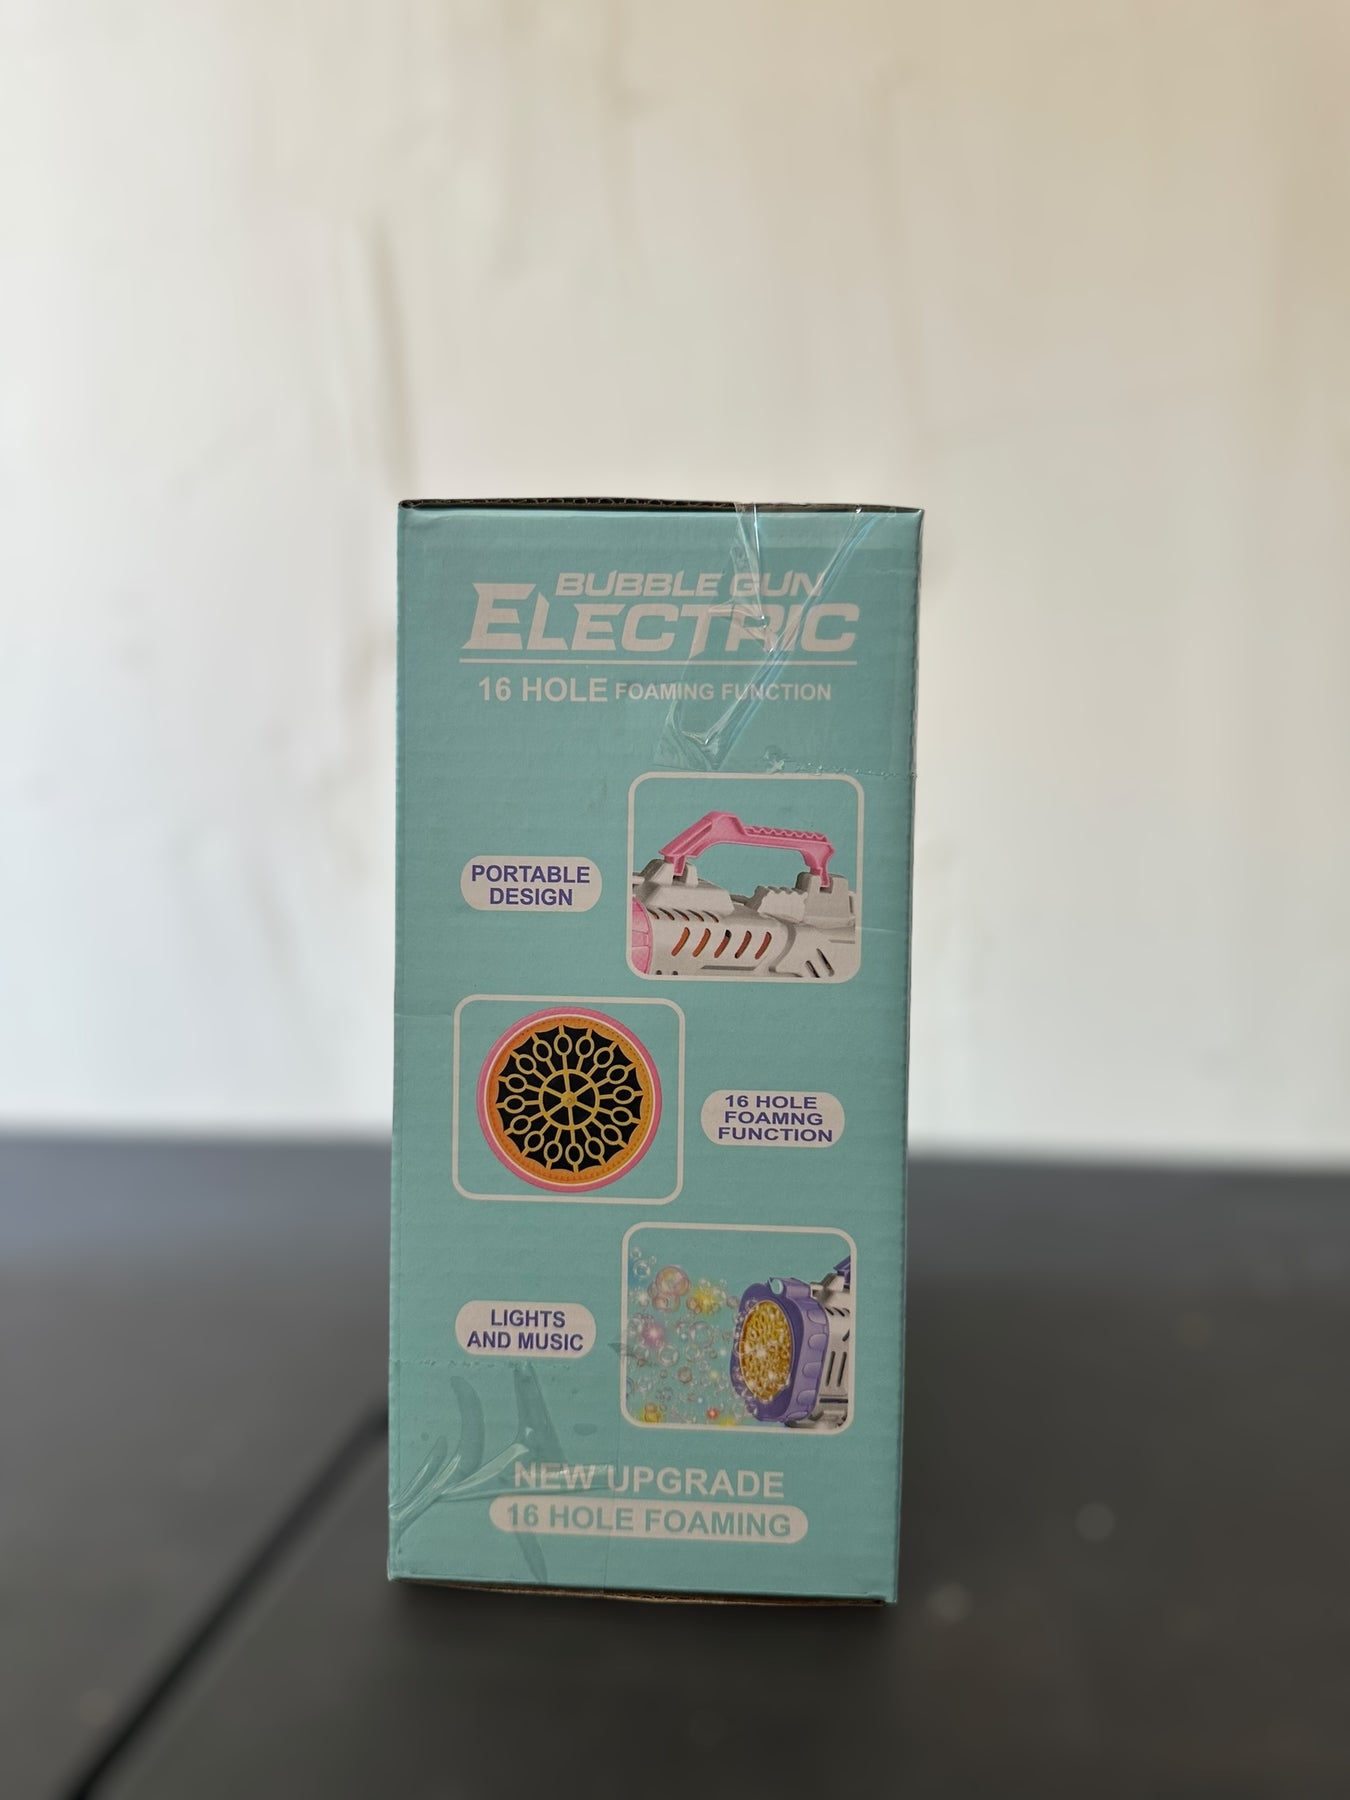 BUBBLE GUN
ELECTRIC
16 HOLE FOAMING FUNCTION
PORTABLE
DESIGN
16 HOLE
FOAMNG
FUNCTION
LIGHTS
AND MUSIC
NEW UPGRADE
16 HOLE FOAMING